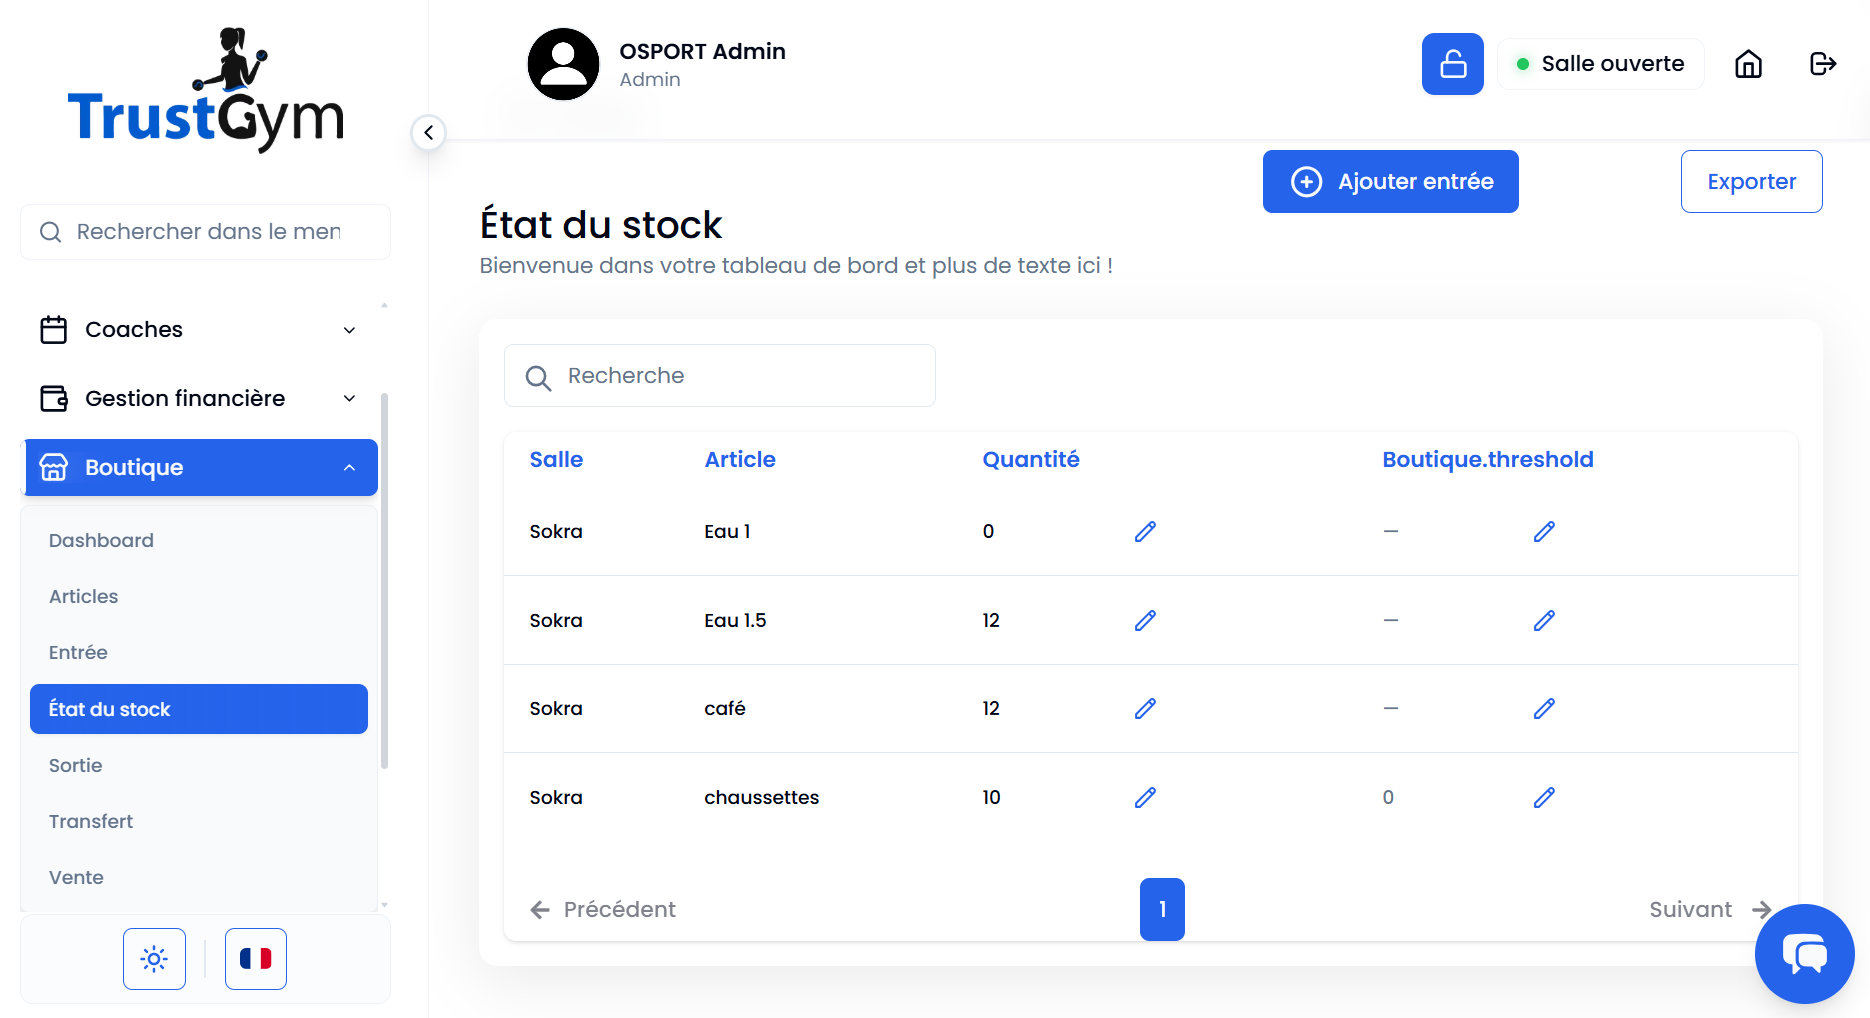 TrustGym
OSPORT Admin
Admin
Salle ouverte
Rechercher dans le men
Coaches
Gestion financière
Boutique
Dashboard
Articles
Entrée
État du stock
Sortie
Transfert
Vente
Ajouter entrée
Exporter
État du stock
Bienvenue dans votre tableau de bord et plus de texte ici !
Recherche
Salle Article Quantité Boutique.threshold
Sokra Eau 1 0 —
Sokra Eau 1.5 12 —
Sokra café 12 —
Sokra chaussettes 10 0
Précédent 1 Suivant